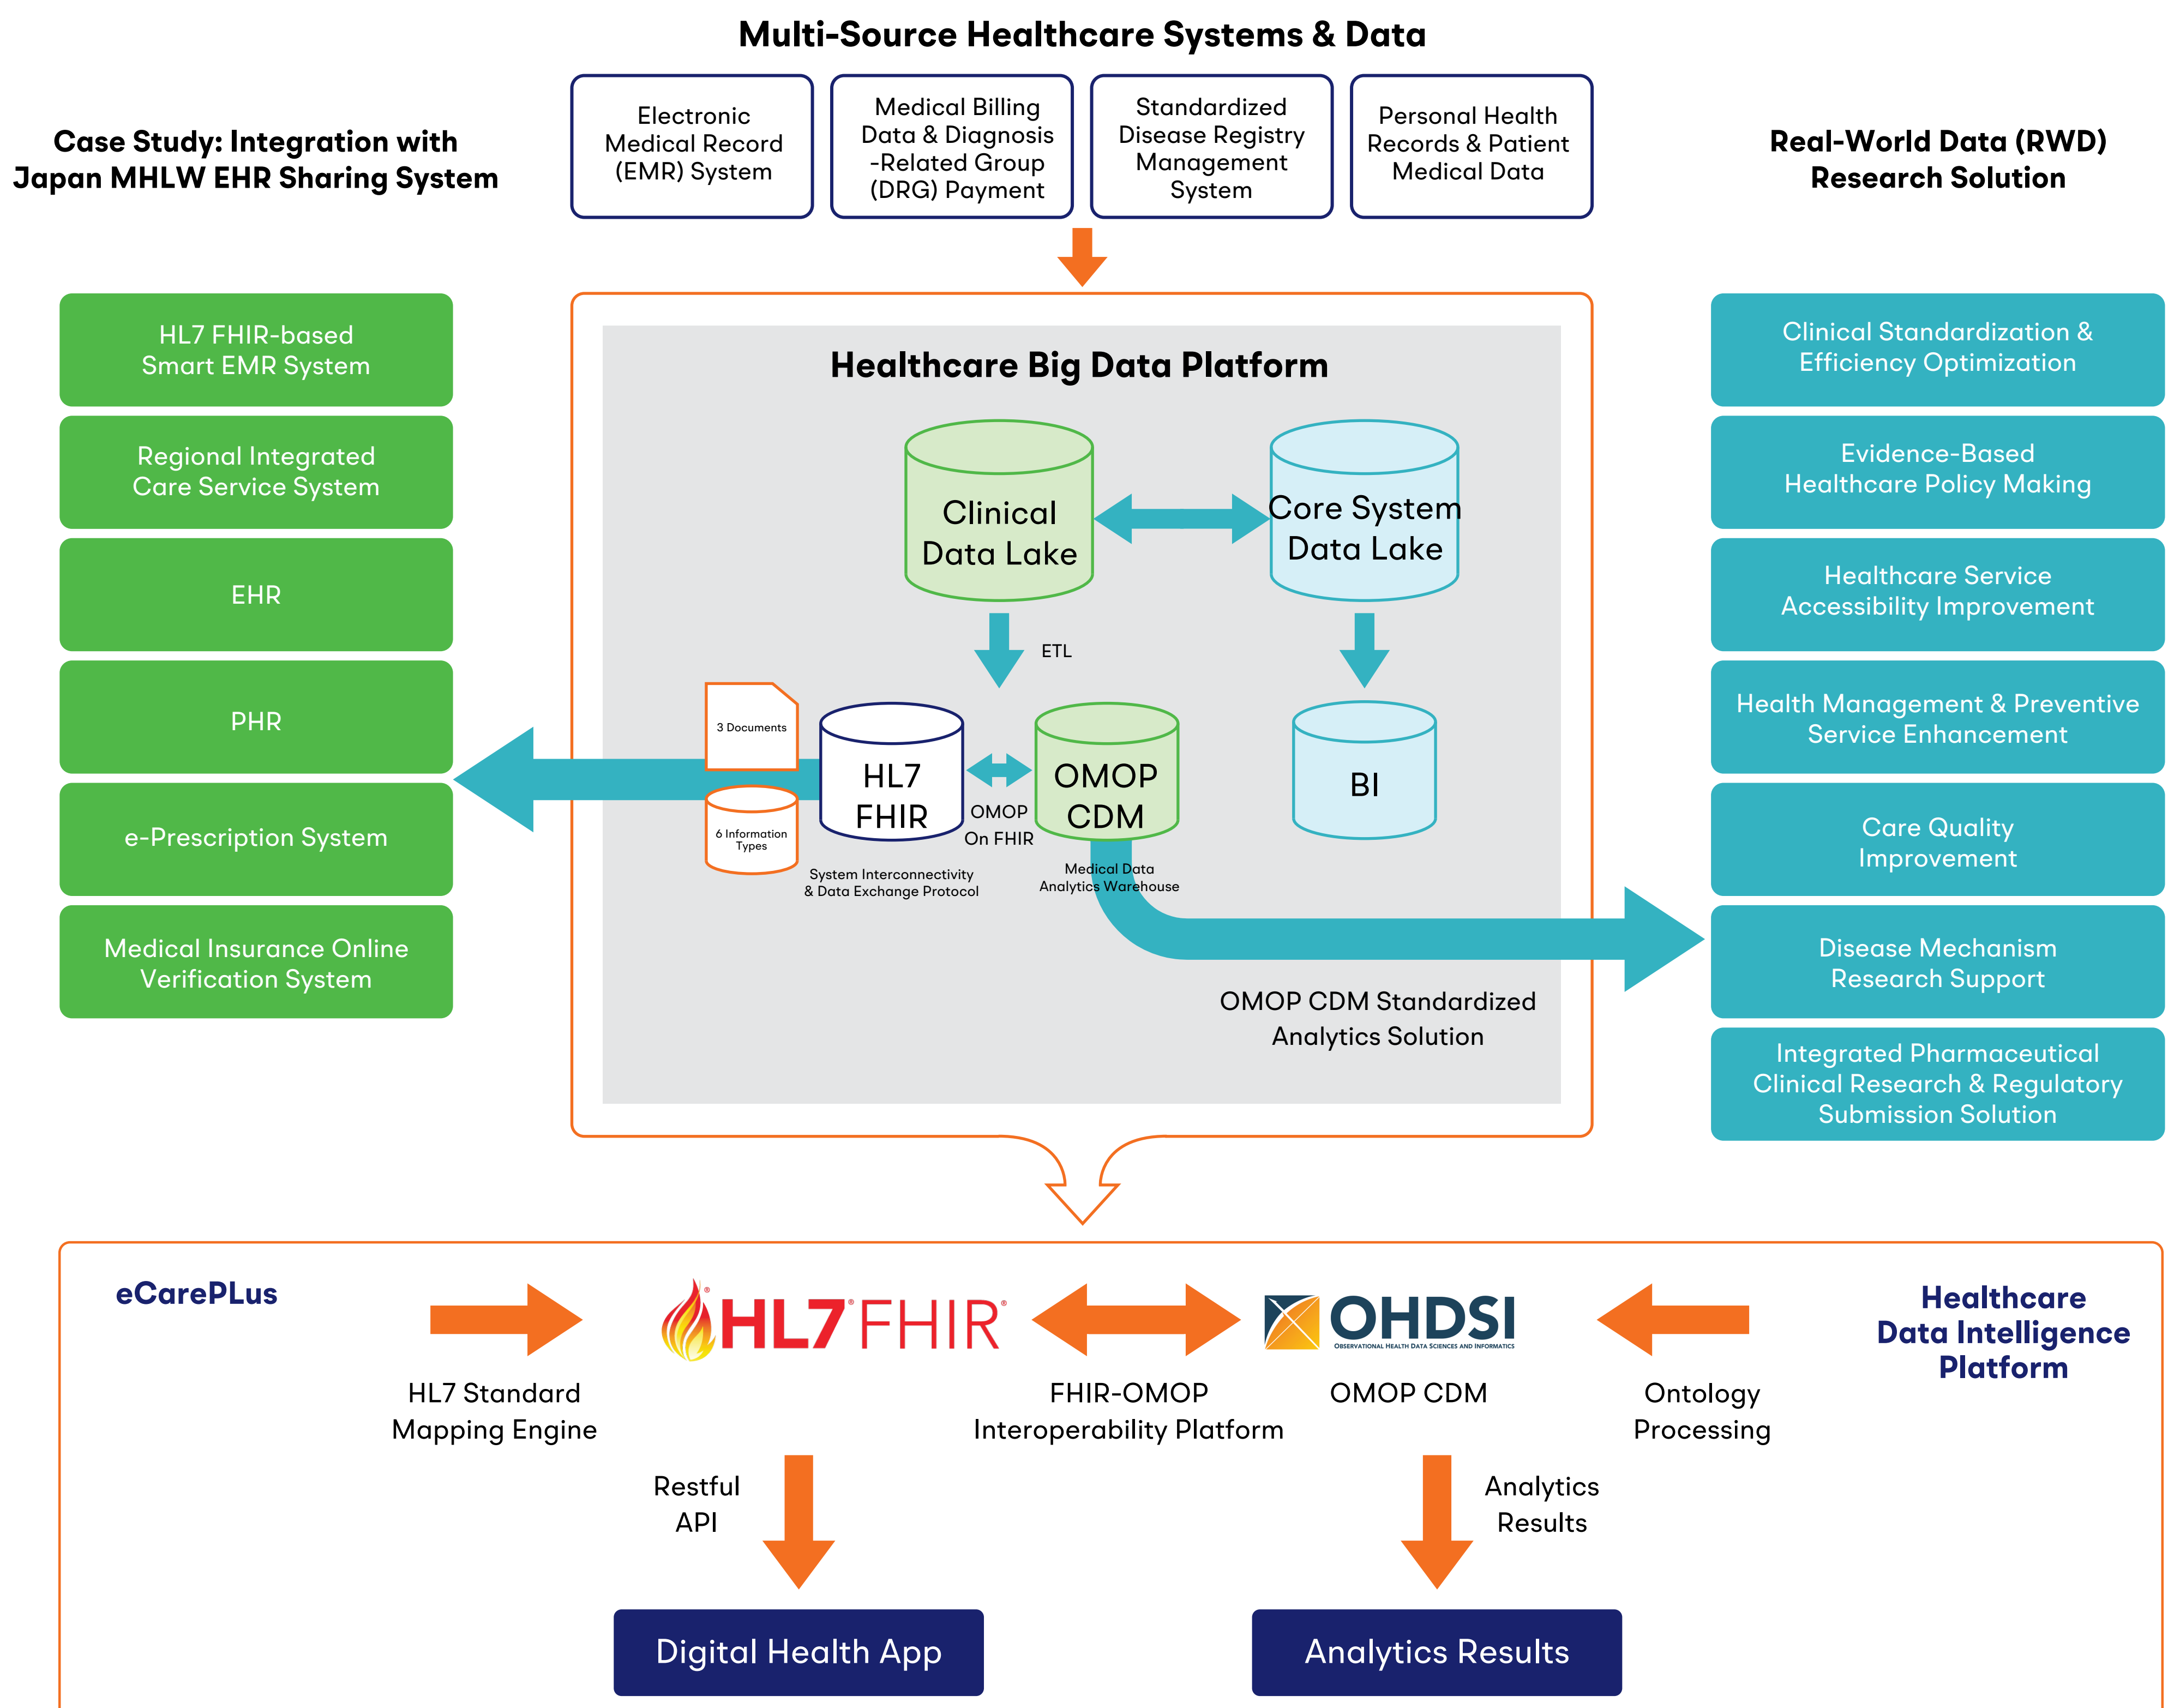 Multi-Source Healthcare Systems & Data
Electronic
Medical Record
(EMR) System
Medical Billing
Data & Diagnosis
-Related Group
(DRG) Payment
Standardized
Disease Registry
Management
System
Personal Health
Records & Patient
Medical Data
Case Study: Integration with
Japan MHLW EHR Sharing System
HL7 FHIR-based
Smart EMR System
Regional Integrated
Care Service System
EHR
PHR
e-Prescription System
Medical Insurance Online
Verification System
Healthcare Big Data Platform
Clinical
Data Lake
Core System
Data Lake
ETL
3 Documents
6 Information
Types
HL7
FHIR
OMOP
On FHIR
OMOP
CDM
BI
System Interconnectivity
& Data Exchange Protocol
Medical Data
Analytics Warehouse
OMOP CDM Standardized
Analytics Solution
Real-World Data (RWD)
Research Solution
Clinical Standardization &
Efficiency Optimization
Evidence-Based
Healthcare Policy Making
Healthcare Service
Accessibility Improvement
Health Management & Preventive
Service Enhancement
Care Quality
Improvement
Disease Mechanism
Research Support
Integrated Pharmaceutical
Clinical Research & Regulatory
Submission Solution
eCarePLus
HL7 Standard
Mapping Engine
®
HL7® FHIR®
FHIR-OMOP
Interoperability Platform
OHDSI
OBSERVATIONAL HEALTH DATA SCIENCES AND INFORMATICS
OMOP CDM
Ontology
Processing
Healthcare
Data Intelligence
Platform
Restful
API
Analytics
Results
Digital Health App
Analytics Results